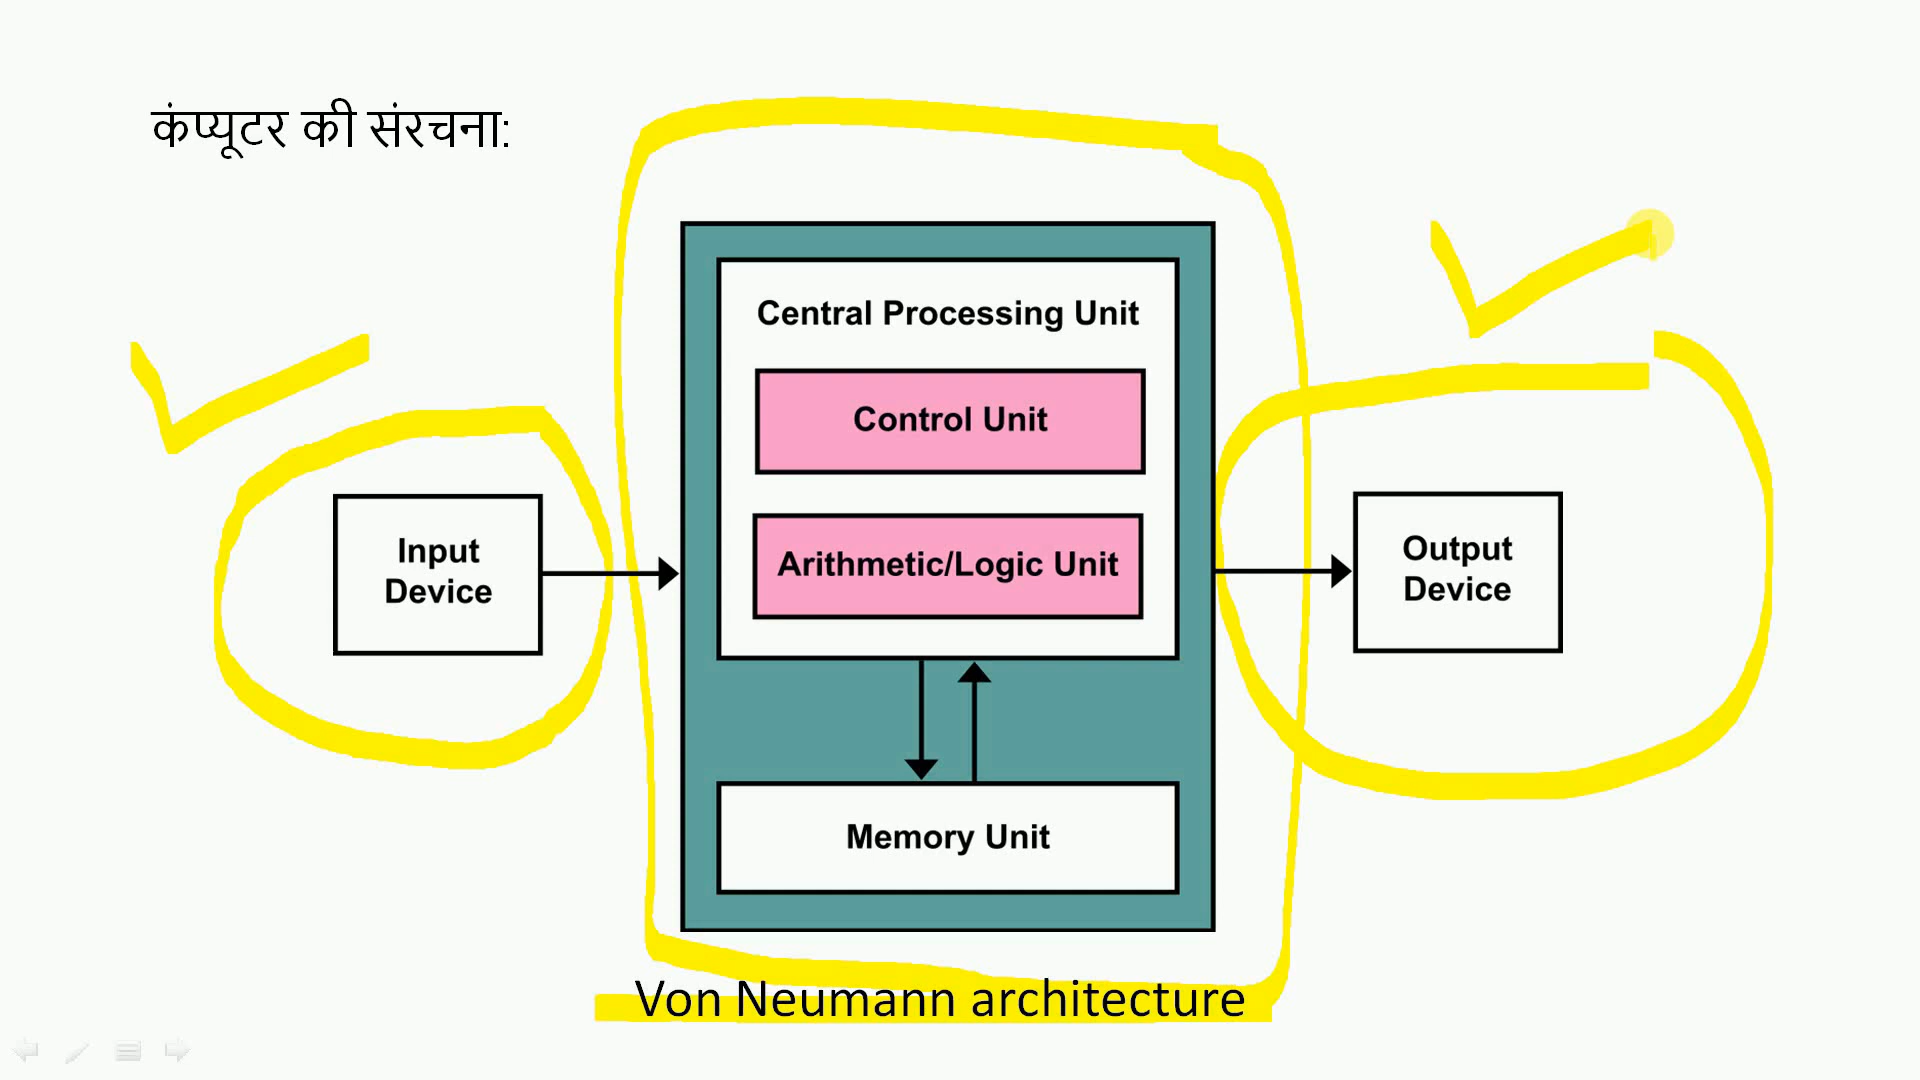 कंप्यूटर की संरचना:
Central Processing Unit
Control Unit
Arithmetic/Logic Unit
Input
Device
Output
Device
Memory Unit
Von Neumann architecture